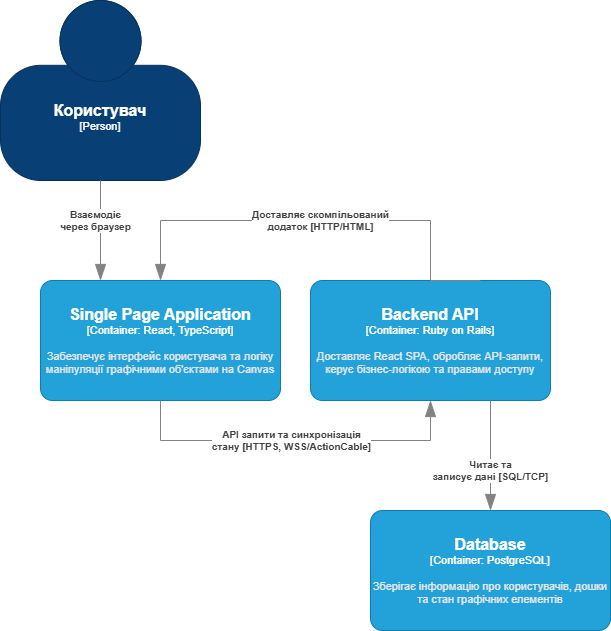 Користувач
[Person]
Взаємодіє
через браузер
Доставляє скомпільований
додаток [HTTP/HTML]
Single Page Application
[Container: React, TypeScript]
Забезпечує інтерфейс користувача та логіку
маніпуляції графічними об'єктами на Canvas
Backend API
[Container: Ruby on Rails]
Доставляє React SPA, обробляє API-запити,
керує бізнес-логікою та правами доступу
API запити та синхронізація
стану [HTTPS, WSS/ActionCable]
Читає та
записує дані [SQL/TCP]
Database
[Container: PostgreSQL]
Зберігає інформацію про користувачів, дошки
та стан графічних елементів